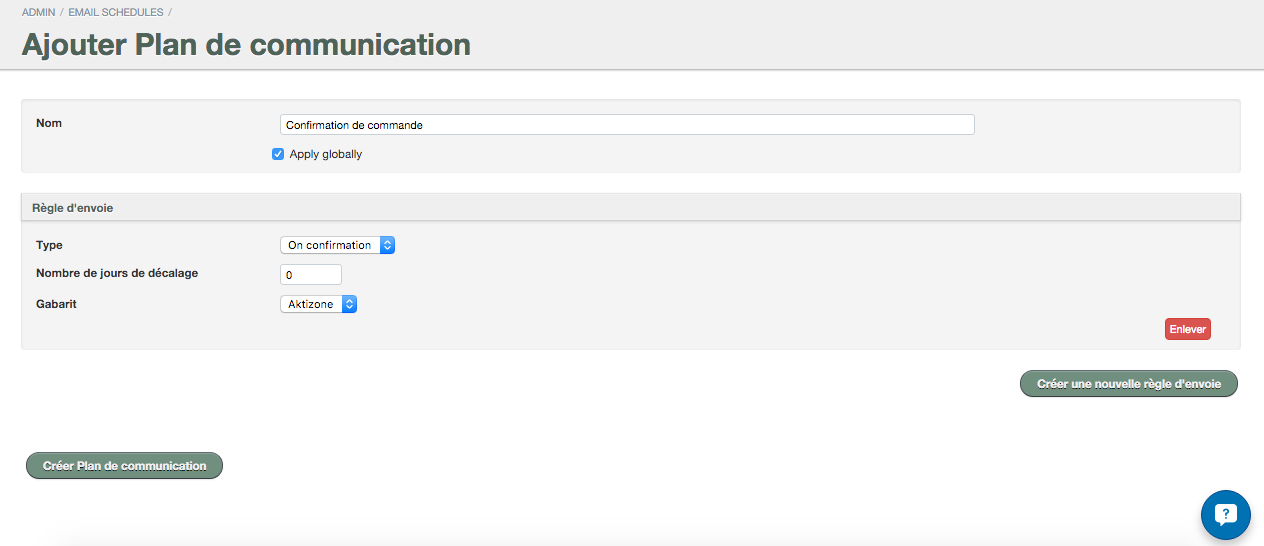 ADMIN / EMAIL SCHEDULES /
Ajouter Plan de communication
Nom
Confirmation de commande
Apply globally
Règle d'envoie
Type
On confirmation
Nombre de jours de décalage
0
Gabarit
Aktizone
Enlever
Créer une nouvelle règle d'envoie
Créer Plan de communication
?